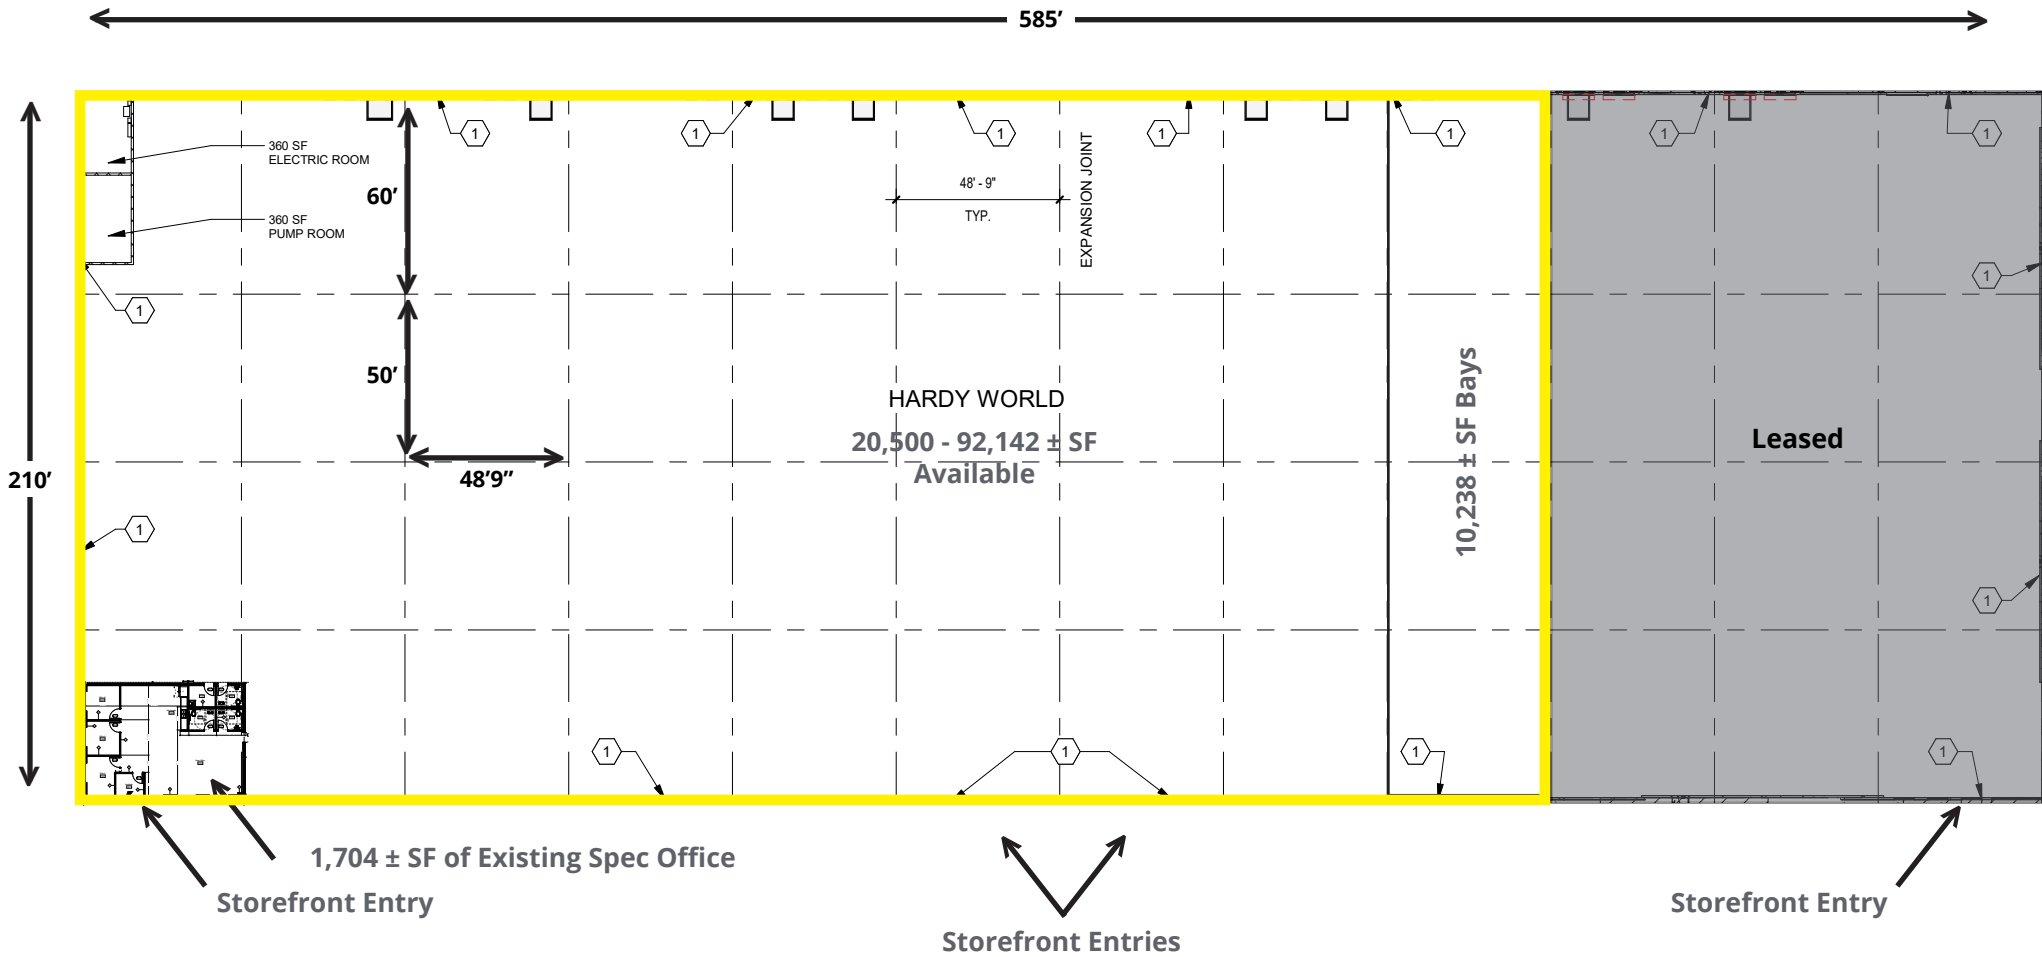 585’
1
1
1
1
1
1
1
360 SF
ELECTRIC ROOM
60’
48' - 9"
TYP.
EXPANSION JOINT
360 SF
PUMP ROOM
1
1
50’
HARDY WORLD
20,500 - 92,142 ± SF
Available
10,238 ± SF Bays
Leased
210’
48’9”
1
1
1
1
1
1
1,704 ± SF of Existing Spec Office
Storefront Entry
Storefront Entries
Storefront Entry